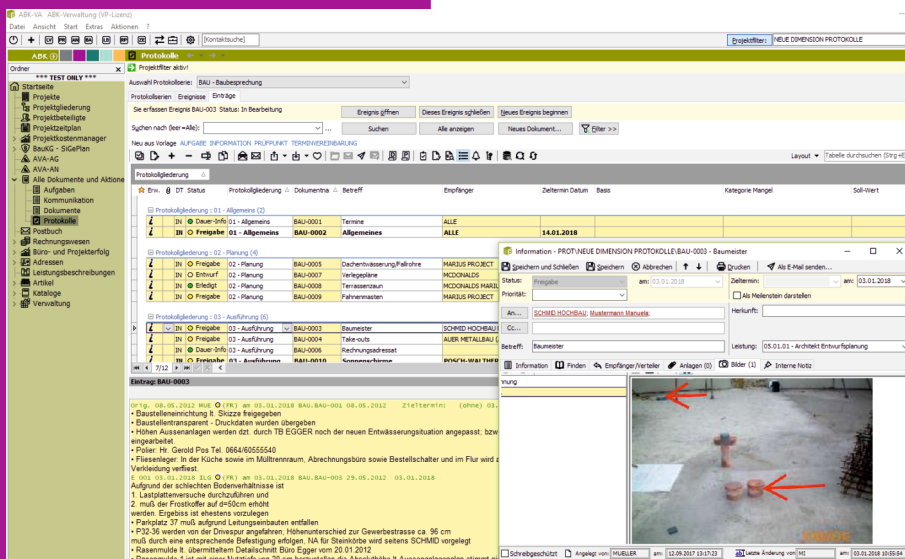 ABK-VA ABK-Verwaltung (VP-Lizenz)
Datei Ansicht Start Extras Aktionen ?
[Kontaktsuche]
Projektfilter: NEUE DIMENSION PROTOKOLLE
ABK Protokolle
Ordner x Projektfilter aktiv!
*** TEST ONLY ***
Startseite
Projekte
Projektgliederung
Projektbeteiligte
Projektzeitplan
Projektkostenmanager
BauKG - SiGePlan
AVA-AG
AVA-AN
Alle Dokumente und Aktione
Aufgaben
Kommunikation
Dokumente
Protokolle
Postbuch
Rechnungswesen
Büro- und Projekterfolg
Adressen
Leistungsbeschreibungen
Artikel
Kataloge
Verwaltung
Auswahl Protokollserie: BAU - Baubesprechung
Protokollserien Ereignisse Einträge
Sie erfassen Ereignis BAU-003 Status: In Bearbeitung
Ereignis öffnen Dieses Ereignis schließen Neues Ereignis beginnen
Suchen nach (leer=Alle): ... Suchen Alle anzeigen Neues Dokument... Filter >>
Neu aus Vorlage AUFGABE INFORMATION PRÜFPUNKT TERMINVEREINBARUNG
Layout Tabelle durchsuchen (Strg+E
Protokollgliederung
Erw. DT Status Protokollgliederung Dokumentna Betreff Empfänger Zieltermin Datum Basis Kategorie Mangel Soll-Wert
Protokollgliederung : 01 - Allgemeins (2)
IN Dauer-Info 01 - Allgemeins BAU-0001 Termine ALLE
IN Freigabe 01 - Allgemeins BAU-0002 Allgemeines ALLE 14.01.2018
Protokollgliederung : 02 - Planung (4)
IN Freigabe 02 - Planung BAU-0005 Dachentwässerung/Fallrohre MARIUS PROJECT
IN Entwurf 02 - Planung BAU-0007 Verlegepläne MCDONALDS
IN Erledigt 02 - Planung BAU-0008 Terrassenzaun MCDONALDS MARIU
IN Freigabe 02 - Planung BAU-0009 Fahnenmasten MARIUS PROJECT
Protokollgliederung : 03 - Ausführung (6)
IN Freigabe 03 - Ausführung BAU-0003 Baumeister SCHMID HOCHBAU
IN Freigabe 03 - Ausführung BAU-0004 Take-outs AUER METALLBAU
IN Dauer-Info 03 - Ausführung BAU-0006 Rechnungsadressat
IN Freigabe 03 - Ausführung BAU-0010 Sonnenschirme POSCH-WALTHER
7/12
Eintrag: BAU-0003
Orig. 08.05.2012 MUE (FR) am 03.01.2018 BAU.BAU-001 08.05.2012 Zieltermin: (ohne) 03.
• Baustelleneinrichtung lt. Skizze freigegeben
• Baustellentransparent - Druckdaten wurden übergeben
• Höhen Aussenanlagen werden dzt. durch TB EGGER noch der neuen Entwässerungsituation angepasst; bzw
eingearbeitet.
• Polier: Hr. Gerold Pos Tel. 0664/60555540
• Fliesenleger: In der Küche sowie im Mülltrennraum, Abrechnungsbüro sowie Bestellschalter und im Flur wird a
Verkleidung verfliest.
E 001 03.01.2018 ILG (FR) am 03.01.2018 BAU.BAU-003 29.05.2012 03.01.2018
Aufgrund der schlechten Bodenverhältnisse ist
1. Lastplattenversuche durchzuführen und
2. muß der Frostkoffer auf d=50cm erhöht
werden. Ergebiss ist ehestens vorzulegen
• Parkplatz 37 muß aufgrund Leitungseinbauten entfallen
• P32-36 werden von der Drivespur angefahren; Höhenunterschied zur Gewerbestrasse ca. 96 cm
muß durch eine entsprechende Befestigung erfolgen, NA für Steinkörbe wird seitens SCHMID vorgelegt
• Rasenmulde lt. übermitteltem Detailschnitt Büro Egger vom 20.01.2012
Information - PROT\NEUE DIMENSION PROTOKOLLE\BAU-0003 - Baumeister
Speichern und Schließen Speichern Abbrechen Drucken Als E-Mail senden...
Status: Freigabe am: 03.01.2018 Zieltermin: am: 03.01.2018
Priorität: Als Meilenstein darstellen
An... SCHMID HOCHBAU; Mustermann Manuela; Herkunft:
Cc...
Betreff: Baumeister Leistung: 05.01.01 - Architekt Entwurfsplanung
Information Finden Empfänger/Verteiler Anlagen (0) Bilder (1) Interne Notiz
nnung
Schreibgeschützt Angelegt von: MUELLER am: 12.09.2017 13:17:23 Letzte Änderung von MI am: 03.01.2018 10:55:54